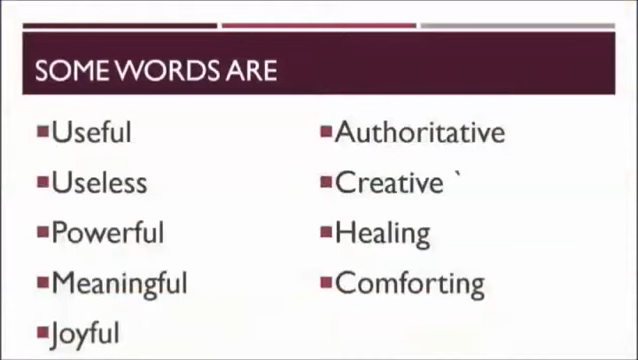 SOME WORDS ARE
Useful
Useless
Powerful
Meaningful
Joyful
Authoritative
Creative `
Healing
Comforting